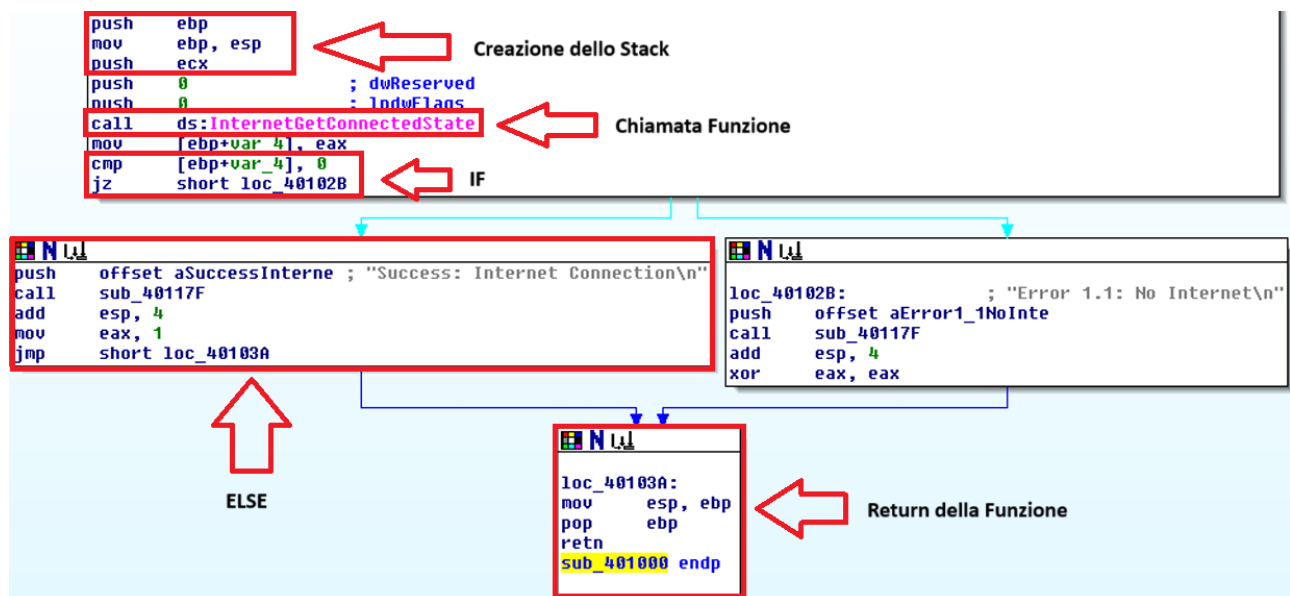 push ebp
mov ebp, esp
push ecx
Creazione dello Stack
push 0 ; dwReserved
push 0 ; lpdwFlags
call ds:InternetGetConnectedState
Chiamata Funzione
mov [ebp+var_4], eax
cmp [ebp+var_4], 0
jz short loc_40102B
IF
N
push offset aSuccessInterne ; "Success: Internet Connection\n"
call sub_40117F
add esp, 4
mov eax, 1
jmp short loc_40103A
N
loc_40102B: ; "Error 1.1: No Internet\n"
push offset aError1_1NoInte
call sub_40117F
add esp, 4
xor eax, eax
ELSE
N
loc_40103A:
mov esp, ebp
pop ebp
retn
sub_401000 endp
Return della Funzione